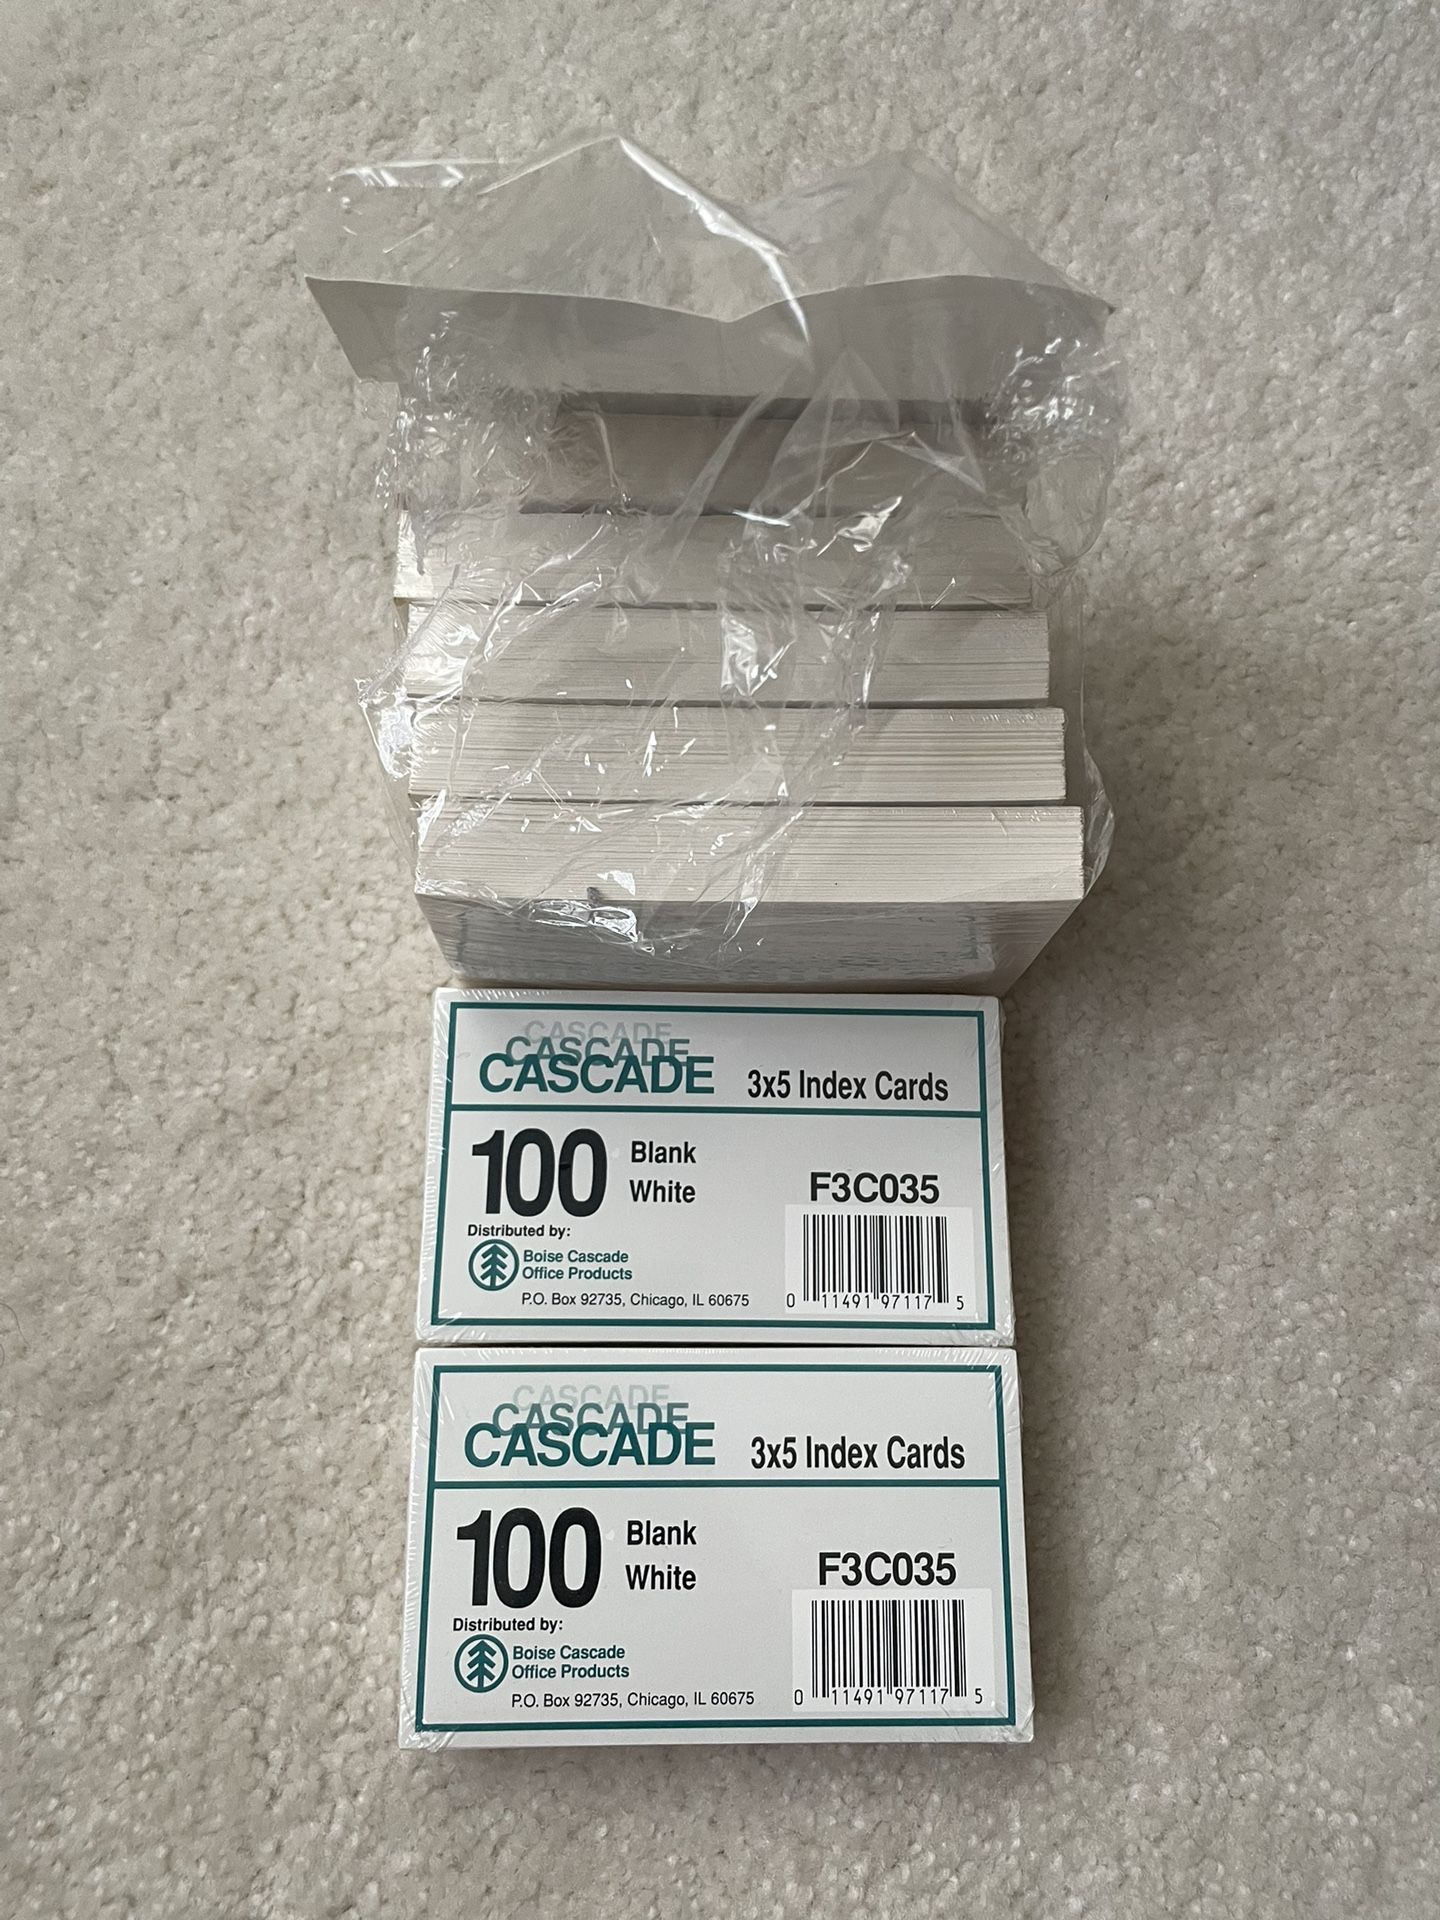 CASCADE
CASCADE
CASCADE 3x5 Index Cards
100 Blank
White F3C035
Distributed by:
Boise Cascade
Office Products
P.O. Box 92735, Chicago, IL 60675
0 11491 97117 5
CASCADE
CASCADE
CASCADE 3x5 Index Cards
100 Blank
White F3C035
Distributed by:
Boise Cascade
Office Products
P.O. Box 92735, Chicago, IL 60675
0 11491 97117 5